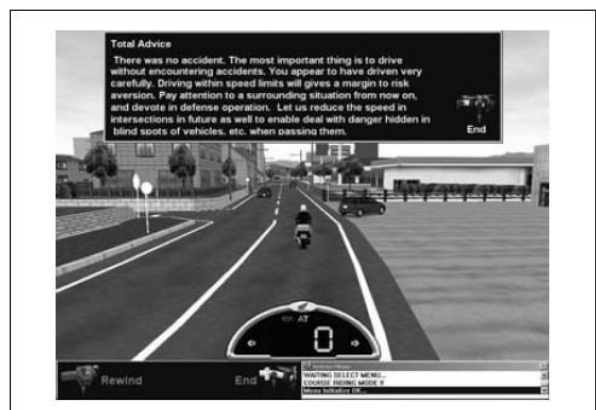 Total Advice
There was no accident. The most important thing is to drive
without encountering accidents. You appear to have driven very
carefully. Driving within speed limits will gives a margin to risk
aversion. Pay attention to a surrounding situation from now on,
and devote in defense operation. Let us reduce the speed in
intersections in future as well to enable deal with danger hidden in
blind spots of vehicles, etc. when passing them.
End
AT
0
Rewind
End
WAITING SELECT MENU...
COURSE RIDING MODE !!
Menu Initialize OK...